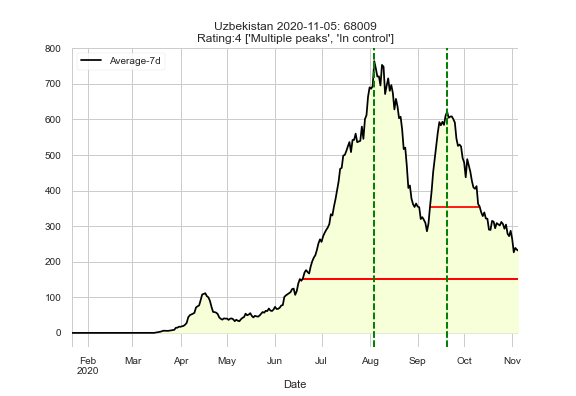 Uzbekistan 2020-11-05: 68009
Rating:4 ['Multiple peaks', 'In control']
Average-7d
800
700
600
500
400
300
200
100
0
Feb Mar Apr May Jun Jul Aug Sep Oct Nov
2020
Date